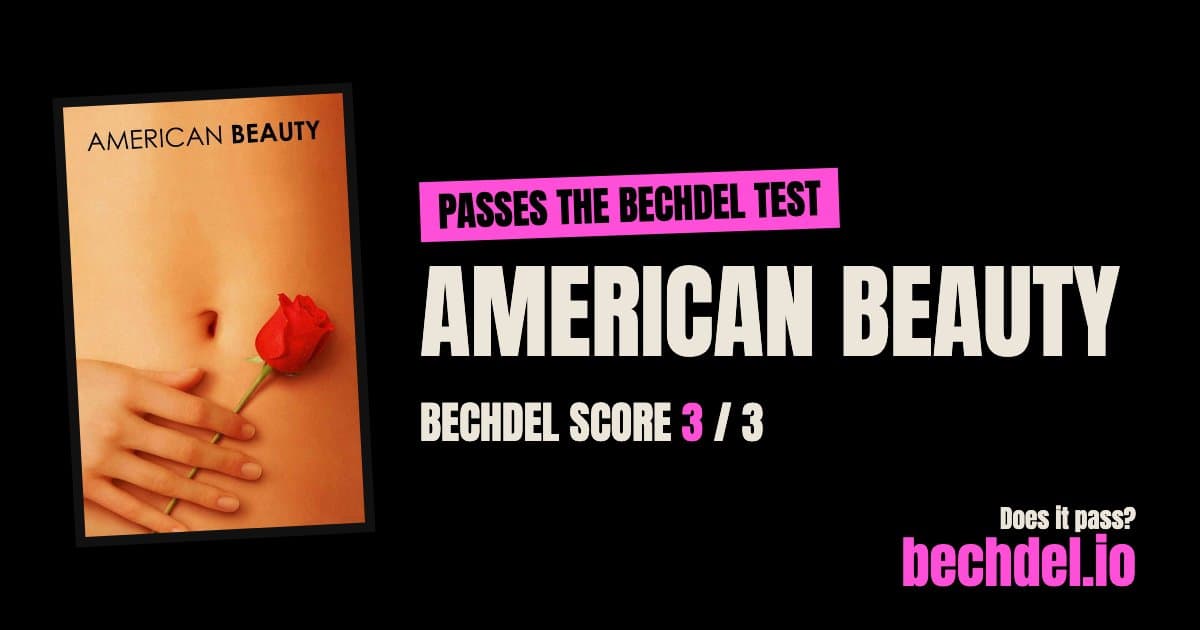 AMERICAN BEAUTY
PASSES THE BECHDEL TEST
AMERICAN BEAUTY
BECHDEL SCORE 3 / 3
Does it pass?
bechdel.io